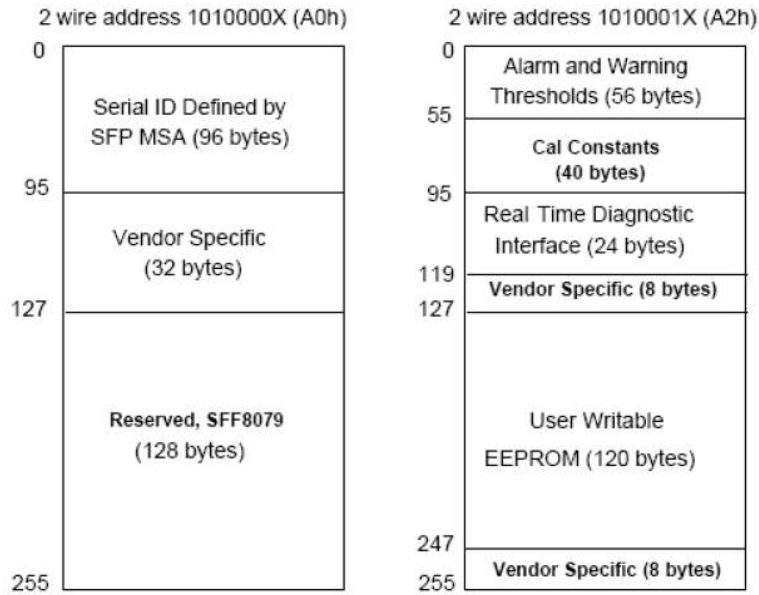 2 wire address 1010000X (A0h)
0
Serial ID Defined by
SFP MSA (96 bytes)
95
Vendor Specific
(32 bytes)
127
Reserved, SFF8079
(128 bytes)
255
2 wire address 1010001X (A2h)
0
Alarm and Warning
Thresholds (56 bytes)
55
Cal Constants
(40 bytes)
95
Real Time Diagnostic
Interface (24 bytes)
119
Vendor Specific (8 bytes)
127
User Writable
EEPROM (120 bytes)
247
Vendor Specific (8 bytes)
255